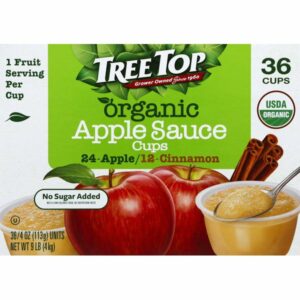 TREE TOP
Grower Owned Since 1960
1 Fruit
Serving
Per
Cup
36
CUPS
USDA
ORGANIC
organic
Apple Sauce
Cups
24-Apple/12-Cinnamon
No Sugar Added
U
36/4 OZ (113g) UNITS
NET WT 9 LB (4kg)